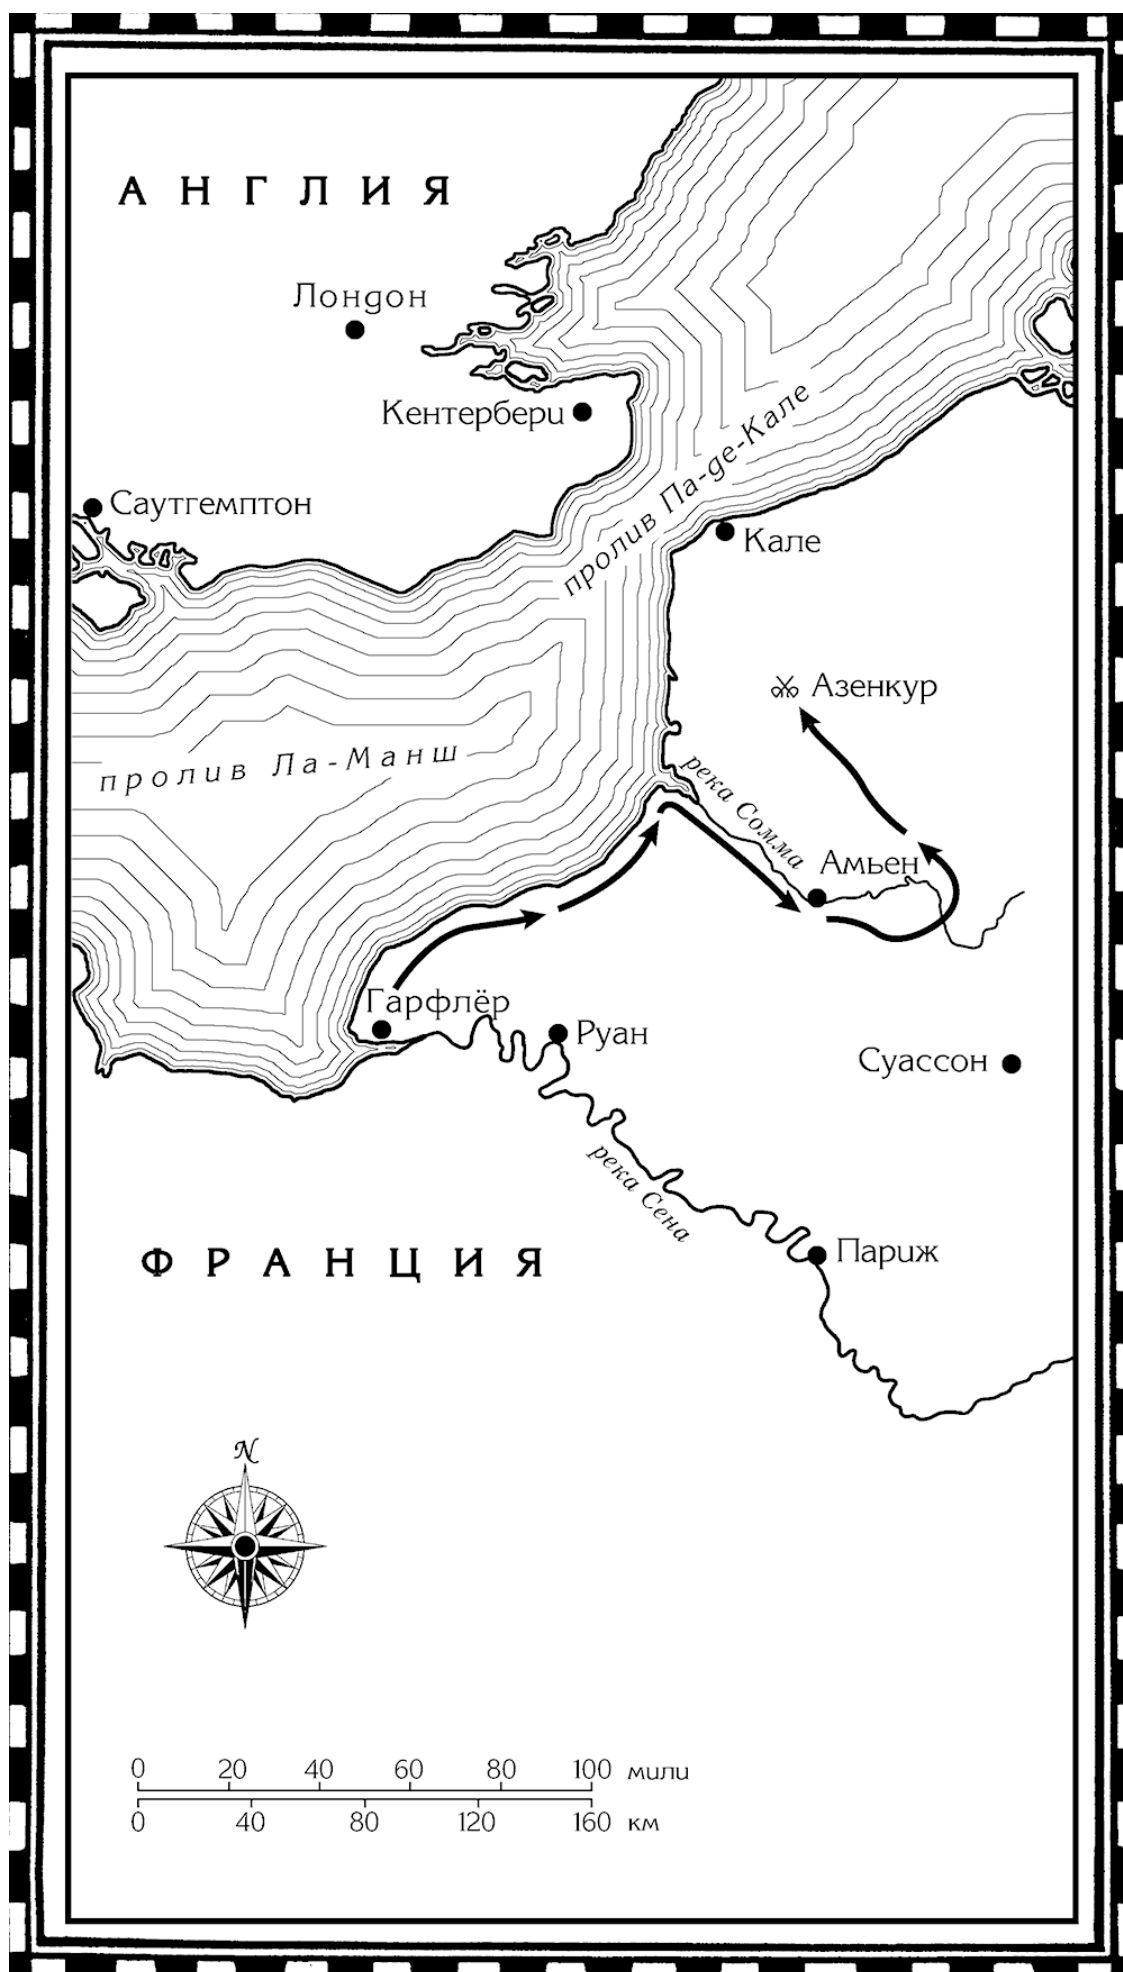 АНГЛИЯ
Лондон
Кентербери
Саутгемптон
пролив Па-де-Кале
Кале
Азенкур
пролив Ла-Манш
река Сомма
Амьен
Гарфлёр
Руан
Суассон
река Сена
ФРАНЦИЯ
Париж
N
0 20 40 60 80 100 мили
0 40 80 120 160 км